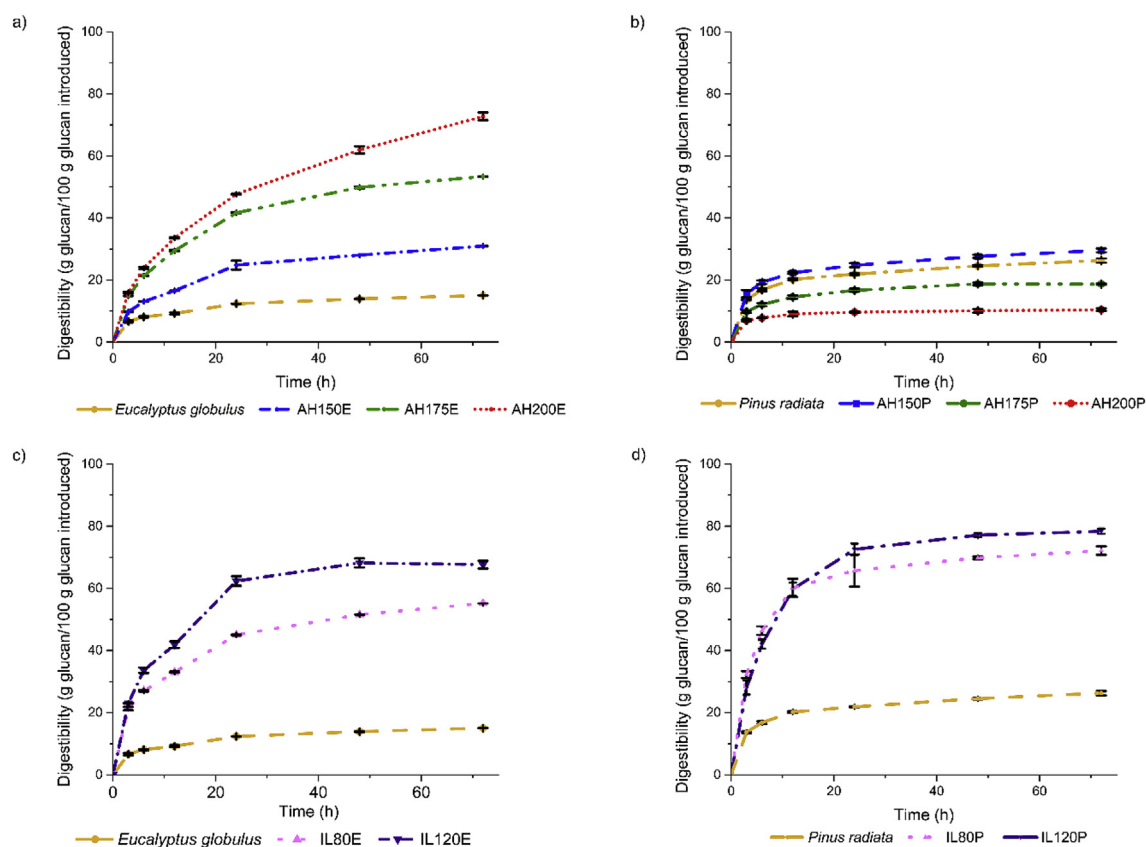 a)
Digestibility (g glucan/100 g glucan introduced)
100
80
60
40
20
0
0 20 40 60
Time (h)
Eucalyptus globulus AH150E AH175E AH200E
b)
Digestibility (g glucan/100 g glucan introduced)
100
80
60
40
20
0
0 20 40 60
Time (h)
Pinus radiata AH150P AH175P AH200P
c)
Digestibility (g glucan/100 g glucan introduced)
100
80
60
40
20
0
0 20 40 60
Time (h)
Eucalyptus globulus IL80E IL120E
d)
Digestibility (g glucan/100 g glucan introduced)
100
80
60
40
20
0
0 20 40 60
Time (h)
Pinus radiata IL80P IL120P